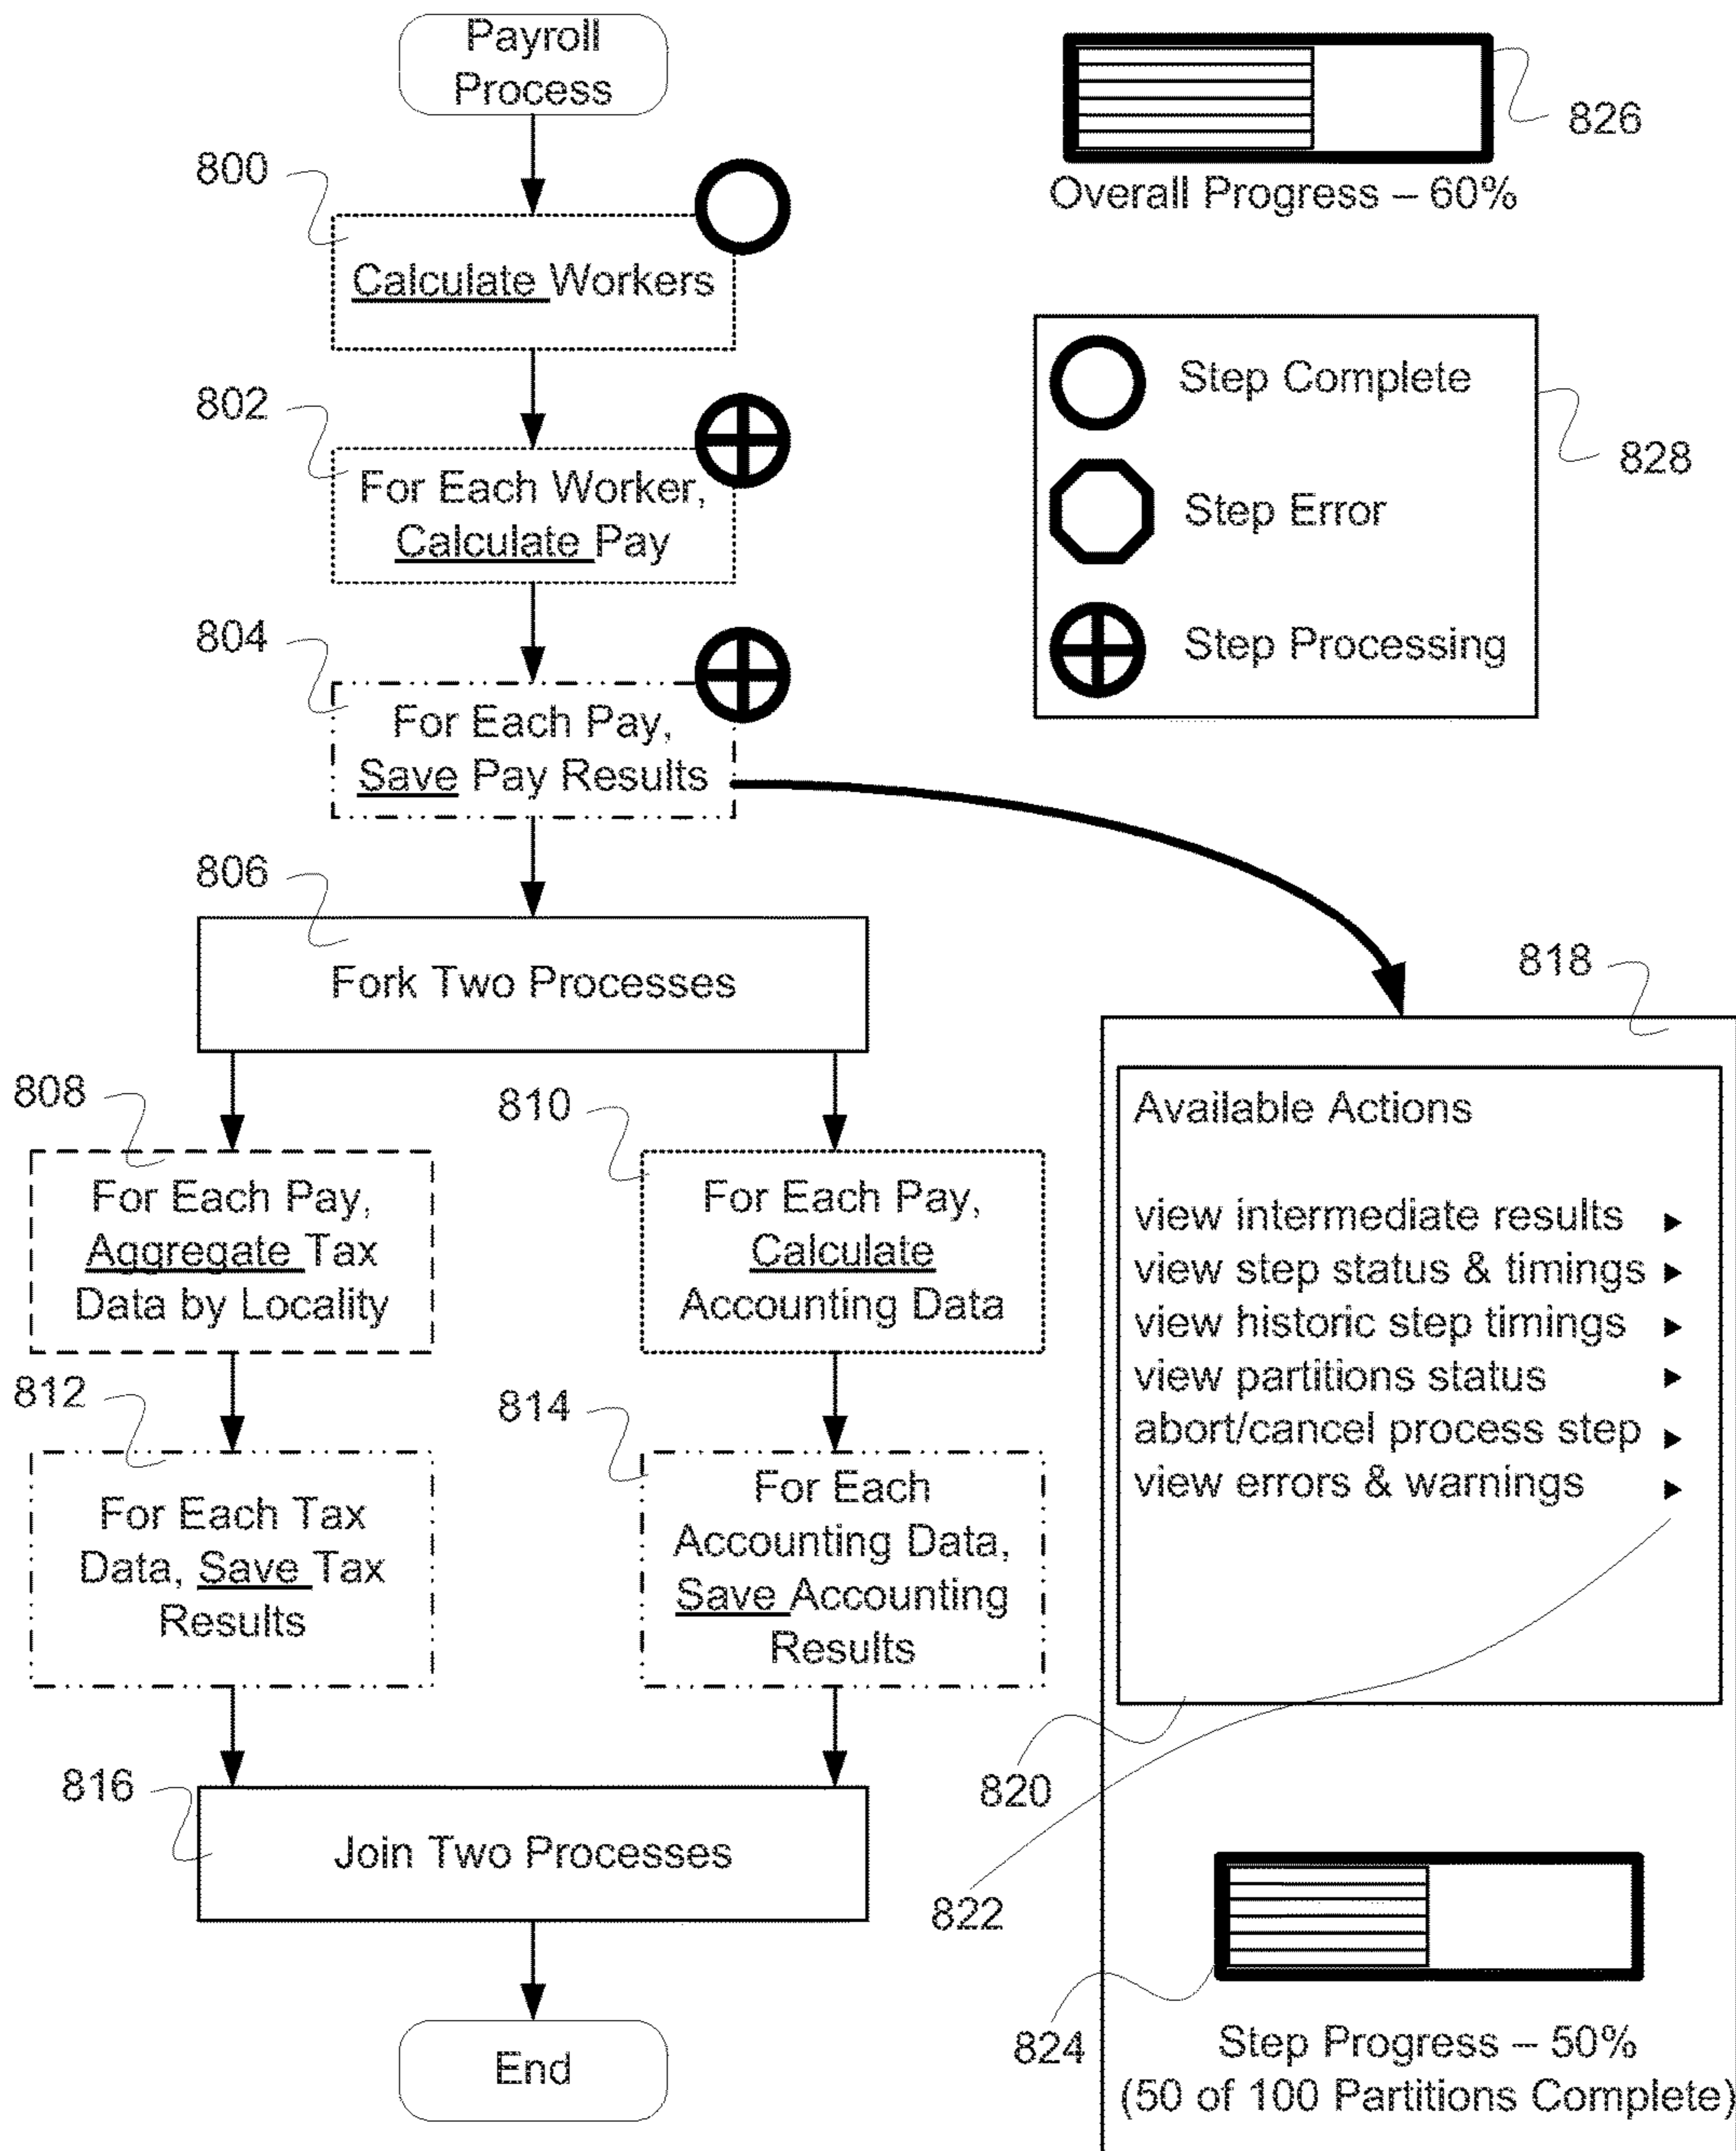 Payroll
Process
826
Overall Progress – 60%
800
Calculate Workers
Step Complete
828
Step Error
Step Processing
802
For Each Worker,
Calculate Pay
804
For Each Pay,
Save Pay Results
806
Fork Two Processes
808
For Each Pay,
Aggregate Tax
Data by Locality
810
For Each Pay,
Calculate
Accounting Data
812
For Each Tax
Data, Save Tax
Results
814
For Each
Accounting Data,
Save Accounting
Results
816
Join Two Processes
End
818
Available Actions
view intermediate results
view step status & timings
view historic step timings
view partitions status
abort/cancel process step
view errors & warnings
820
822
824
Step Progress – 50%
(50 of 100 Partitions Complete)